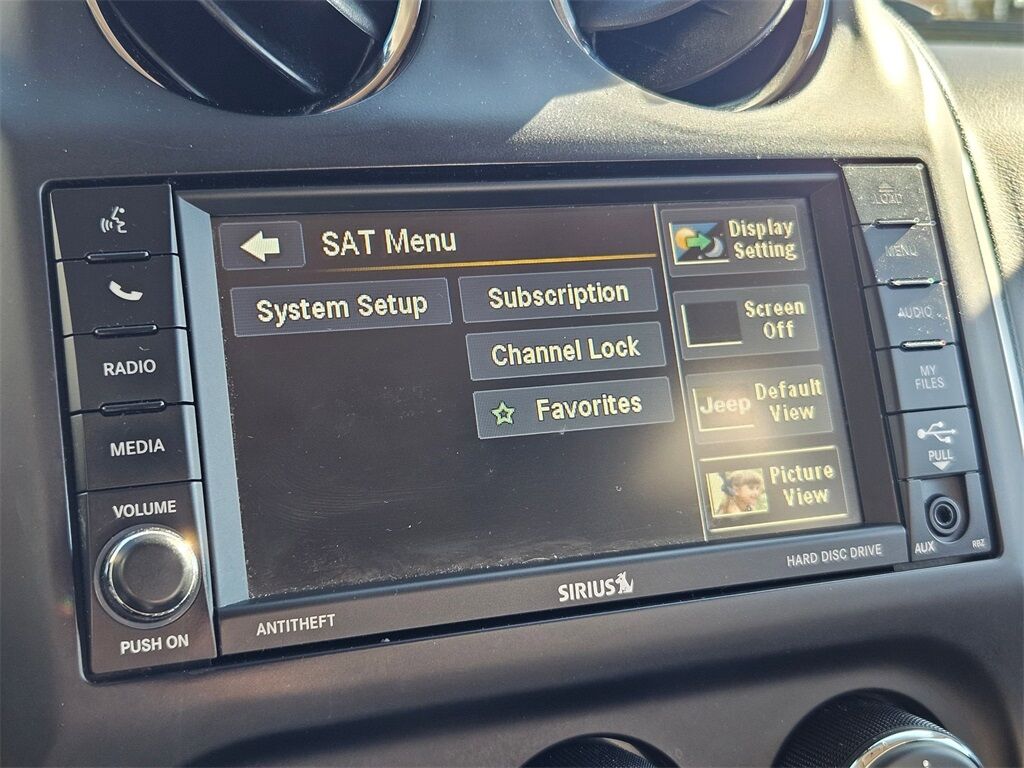 SAT Menu
System Setup
Subscription
Channel Lock
Favorites
Display
Setting
Screen
Off
Jeep
Default
View
Picture
View
RADIO
MEDIA
VOLUME
PUSH ON
LOAD
MENU
AUDIO
MY
FILES
PULL
AUX
RBZ
ANTITHEFT
SIRIUS
HARD DISC DRIVE